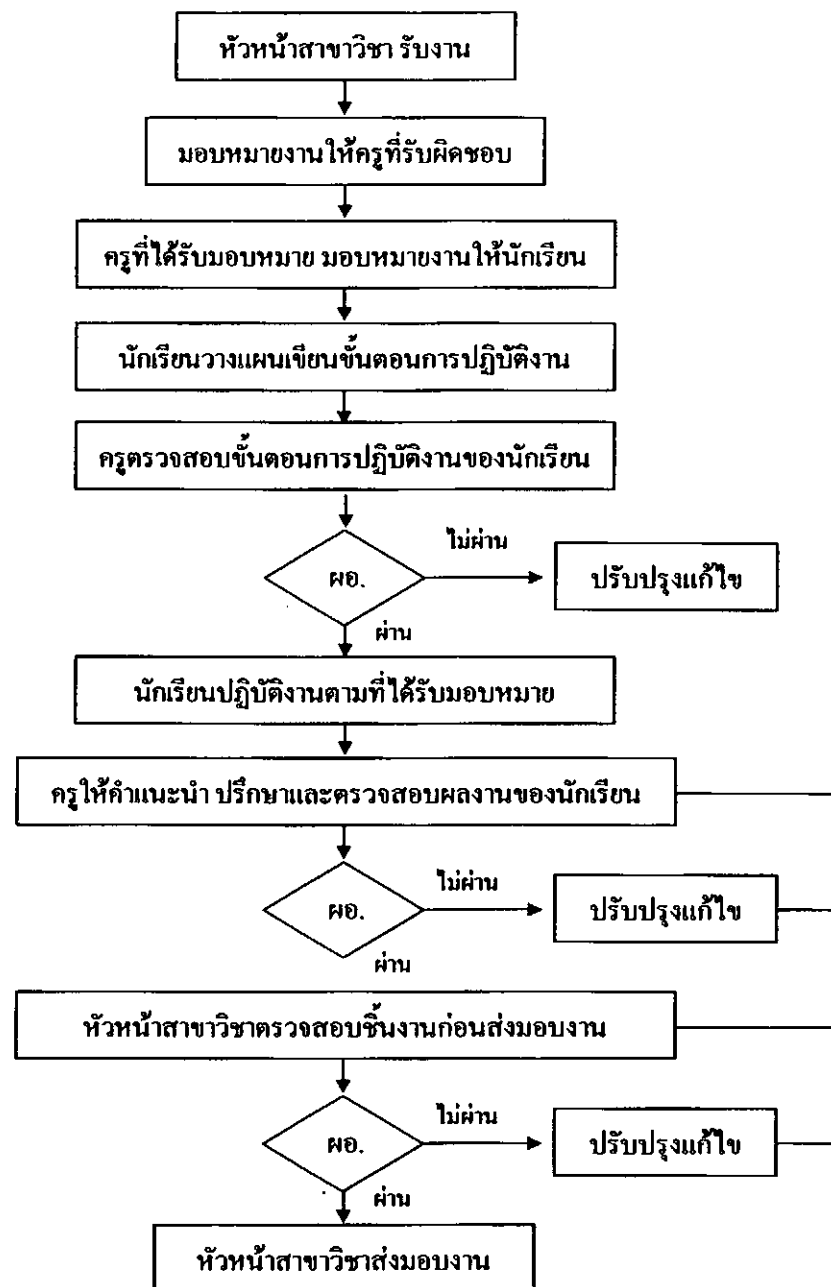 หัวหน้าสาขาวิชา รับงาน
มอบหมายงานให้ครูที่รับผิดชอบ
ครูที่ได้รับมอบหมาย มอบหมายงานให้นักเรียน
นักเรียนวางแผนเขียนขั้นตอนการปฏิบัติงาน
ครูตรวจสอบขั้นตอนการปฏิบัติงานของนักเรียน
ไม่ผ่าน
ผอ.
ปรับปรุงแก้ไข
ผ่าน
นักเรียนปฏิบัติงานตามที่ได้รับมอบหมาย
ครูให้คำแนะนำ ปรึกษาและตรวจสอบผลงานของนักเรียน
ไม่ผ่าน
ผอ.
ปรับปรุงแก้ไข
ผ่าน
หัวหน้าสาขาวิชาตรวจสอบชิ้นงานก่อนส่งมอบงาน
ไม่ผ่าน
ผอ.
ปรับปรุงแก้ไข
ผ่าน
หัวหน้าสาขาวิชาส่งมอบงาน